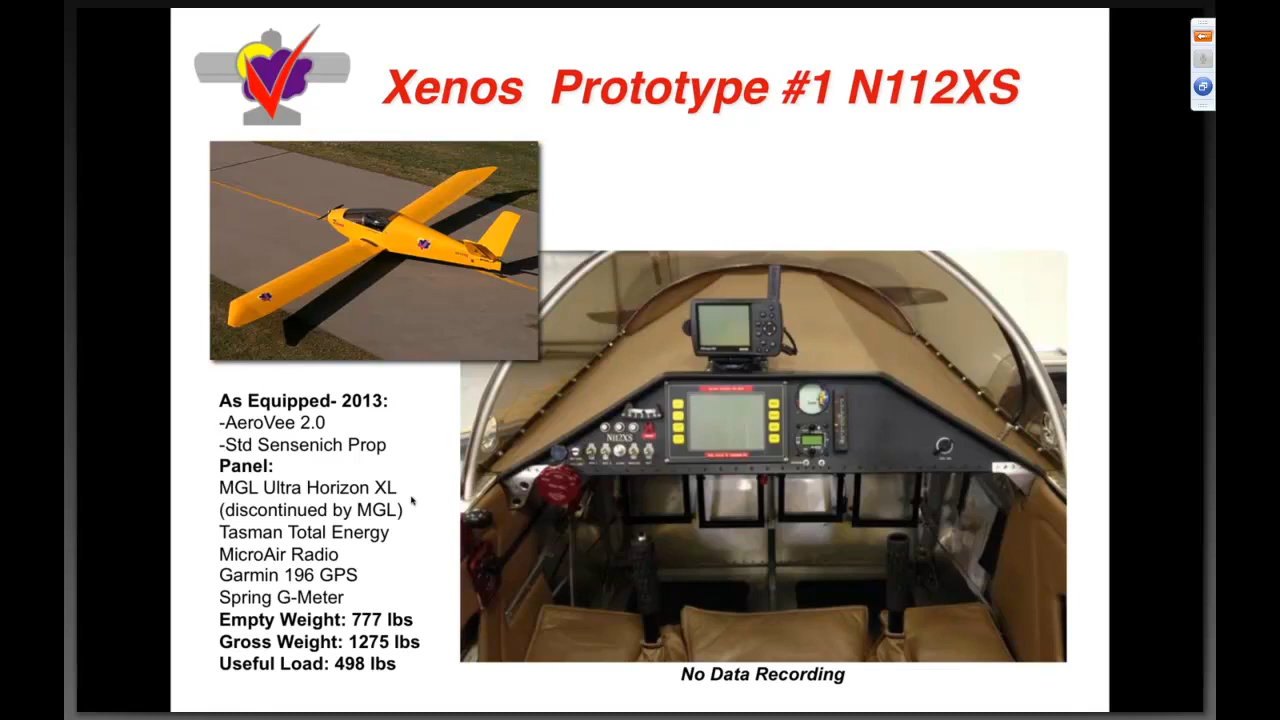 Xenos Prototype #1 N112XS
As Equipped- 2013:
-AeroVee 2.0
-Std Sensenich Prop
Panel:
MGL Ultra Horizon XL
(discontinued by MGL)
Tasman Total Energy
MicroAir Radio
Garmin 196 GPS
Spring G-Meter
Empty Weight: 777 lbs
Gross Weight: 1275 lbs
Useful Load: 498 lbs
N112XS
No Data Recording